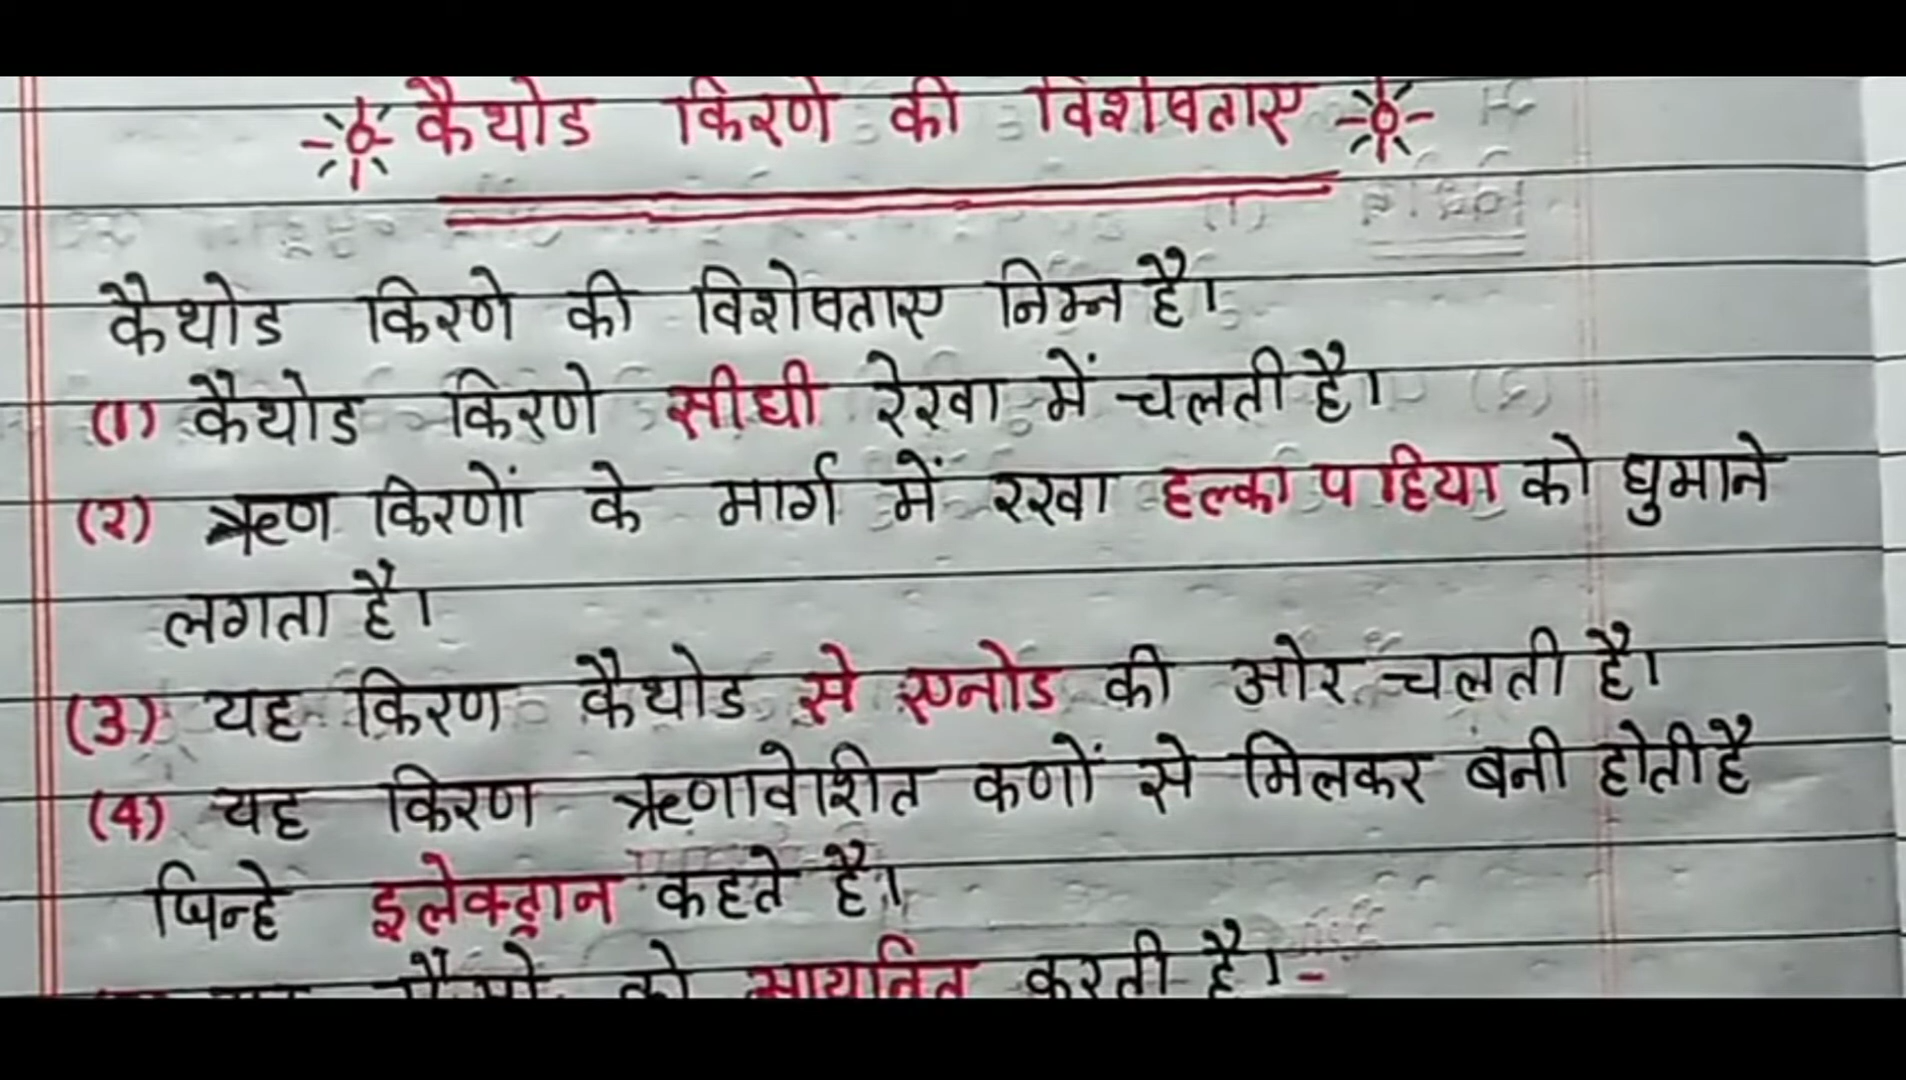 कैथोड किरणे की विशेषताए
कैथोड किरणे की विशेषताए निम्न है।
(1) कैथोड किरणे सीधी रेखा में चलती है।
(2) ऋण किरणों के मार्ग में रखा हल्का पहिया को घुमाने
लगता है।
(3) यह किरण कैथोड से एनोड की ओर चलती है।
(4) यह किरण ऋणावेशित कणों से मिलकर बनी होती है
जिन्हे इलेक्ट्रान कहते है।
को करती है।-